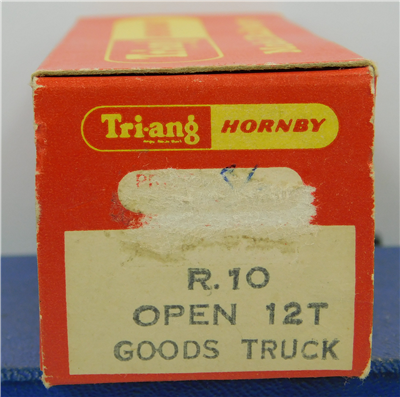 Tri-ang HORNBY
R.10
OPEN 12T
GOODS TRUCK